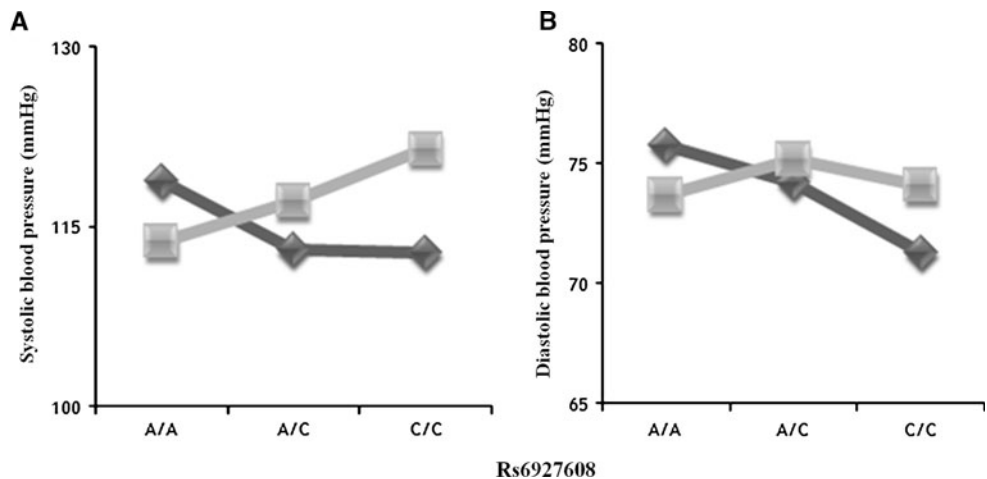 A
Systolic blood pressure (mmHg)
130
115
100
A/A
A/C
C/C
B
Diastolic blood pressure (mmHg)
80
75
70
65
A/A
A/C
C/C
Rs6927608